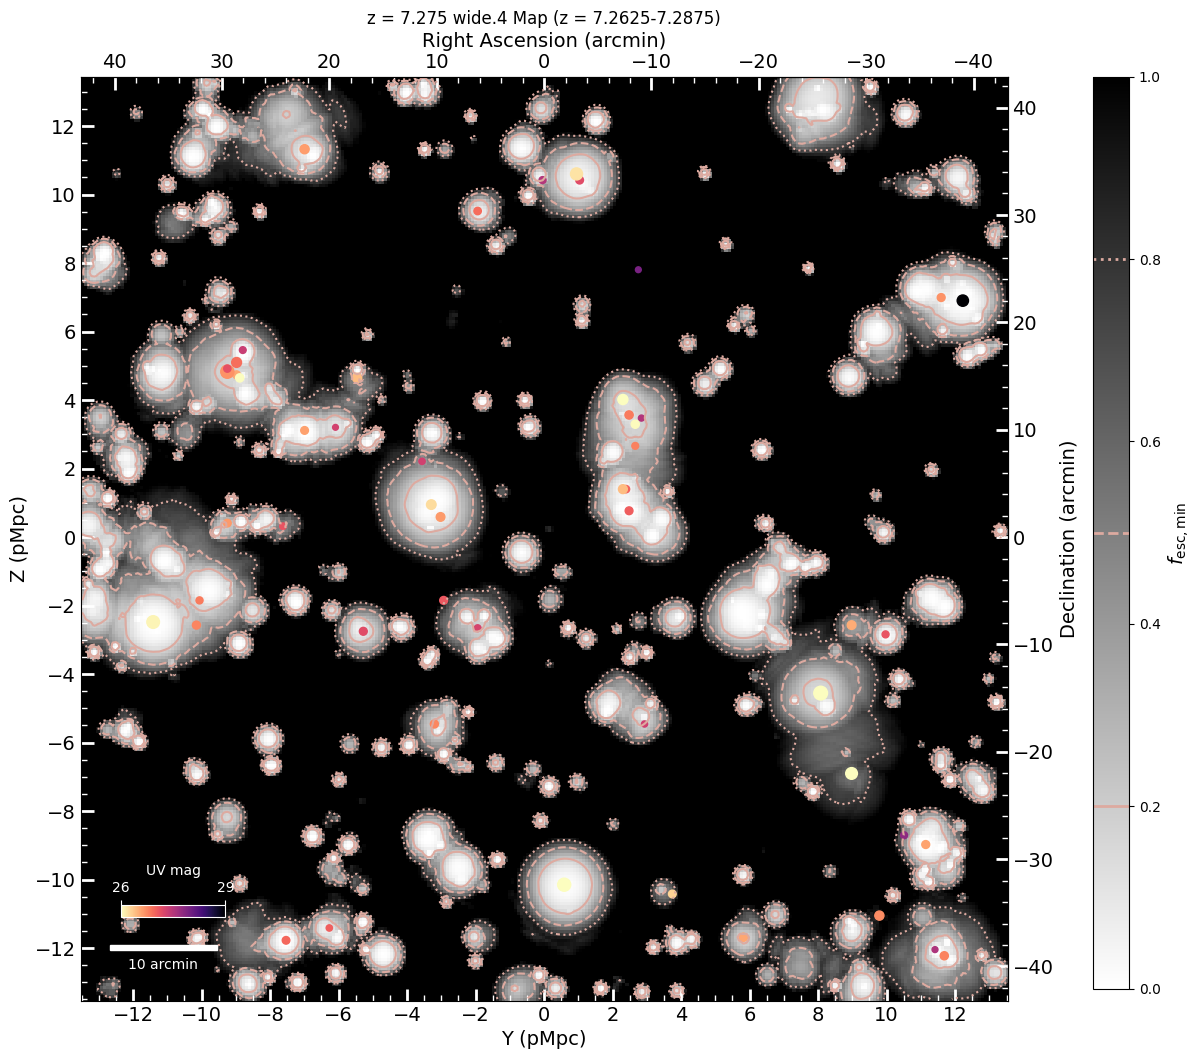 z = 7.275 wide.4 Map (z = 7.2625-7.2875)
Right Ascension (arcmin)
40 30 20 10 0 −10 −20 −30 −40
12
10
8
6
4
2
0
−2
−4
−6
−8
−10
−12
Z (pMpc)
UV mag
26 29
10 arcmin
−12 −10 −8 −6 −4 −2 0 2 4 6 8 10 12
Y (pMpc)
40
30
20
10
0
−10
−20
−30
−40
Declination (arcmin)
1.0
0.8
0.6
0.4
0.2
0.0
fesc, min